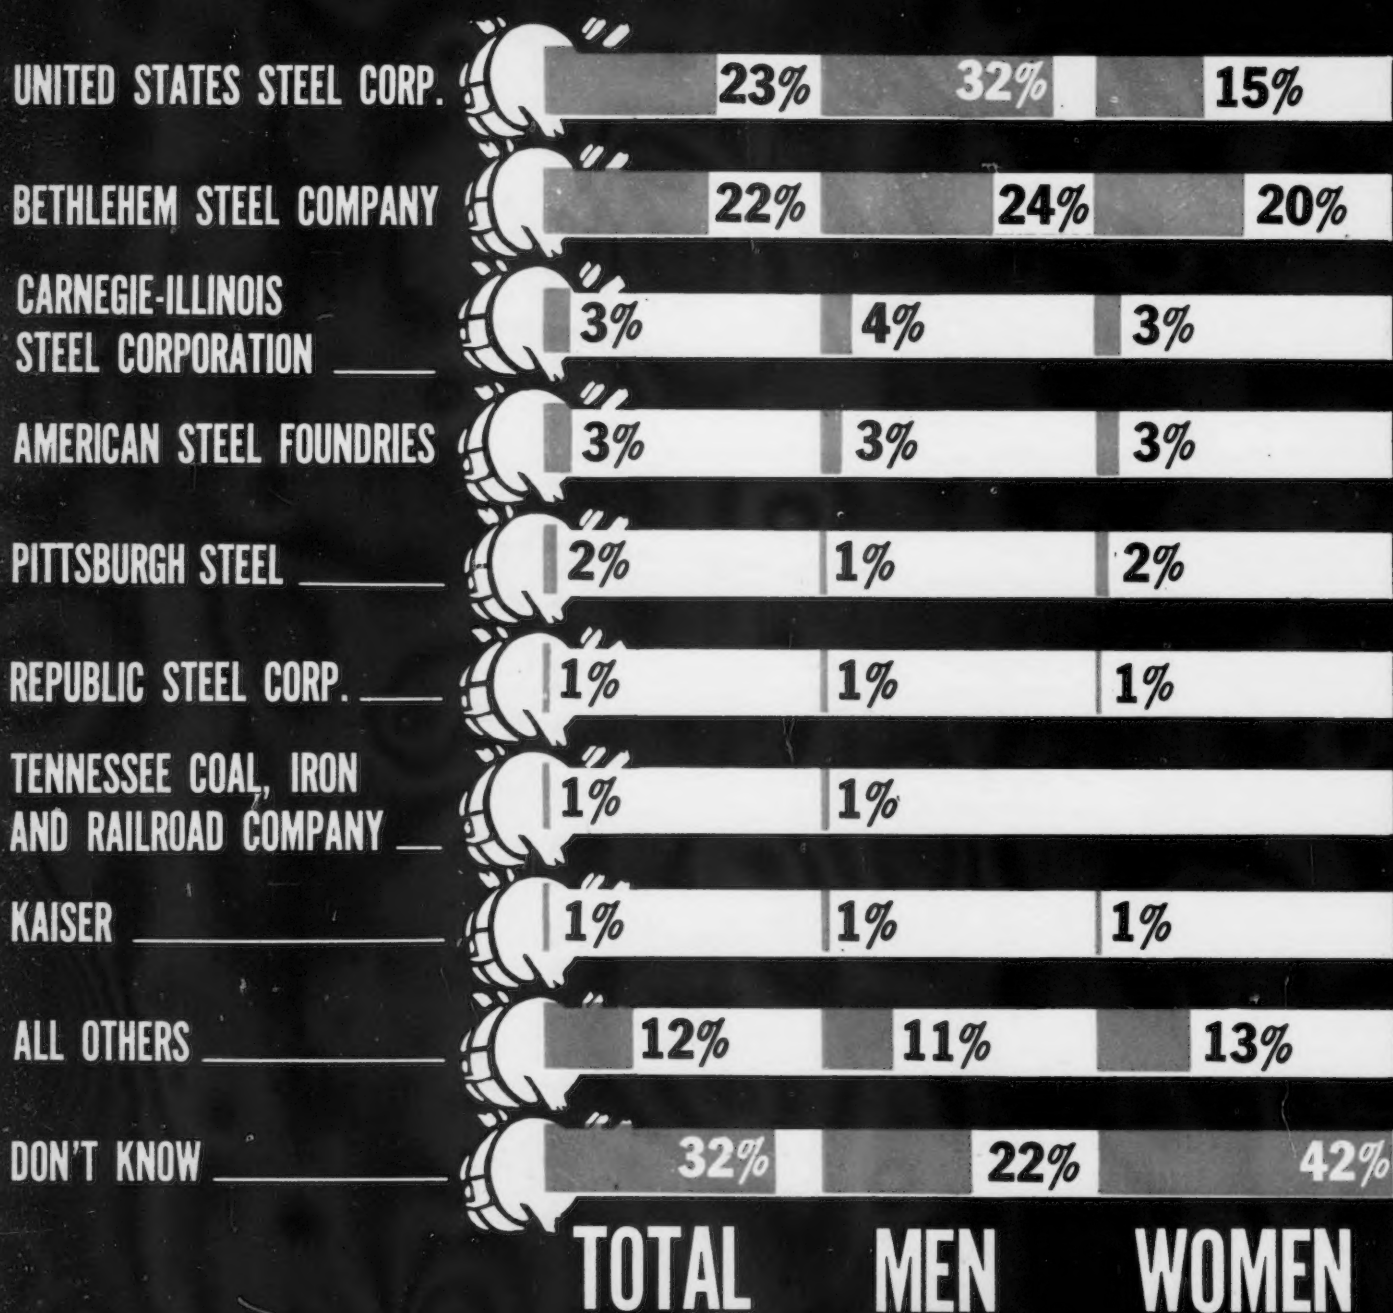 UNITED STATES STEEL CORP. 23% 32% 15%
BETHLEHEM STEEL COMPANY 22% 24% 20%
CARNEGIE-ILLINOIS
STEEL CORPORATION 3% 4% 3%
AMERICAN STEEL FOUNDRIES 3% 3% 3%
PITTSBURGH STEEL 2% 1% 2%
REPUBLIC STEEL CORP. 1% 1% 1%
TENNESSEE COAL, IRON
AND RAILROAD COMPANY 1% 1%
KAISER 1% 1% 1%
ALL OTHERS 12% 11% 13%
DON'T KNOW 32% 22% 42%
TOTAL MEN WOMEN